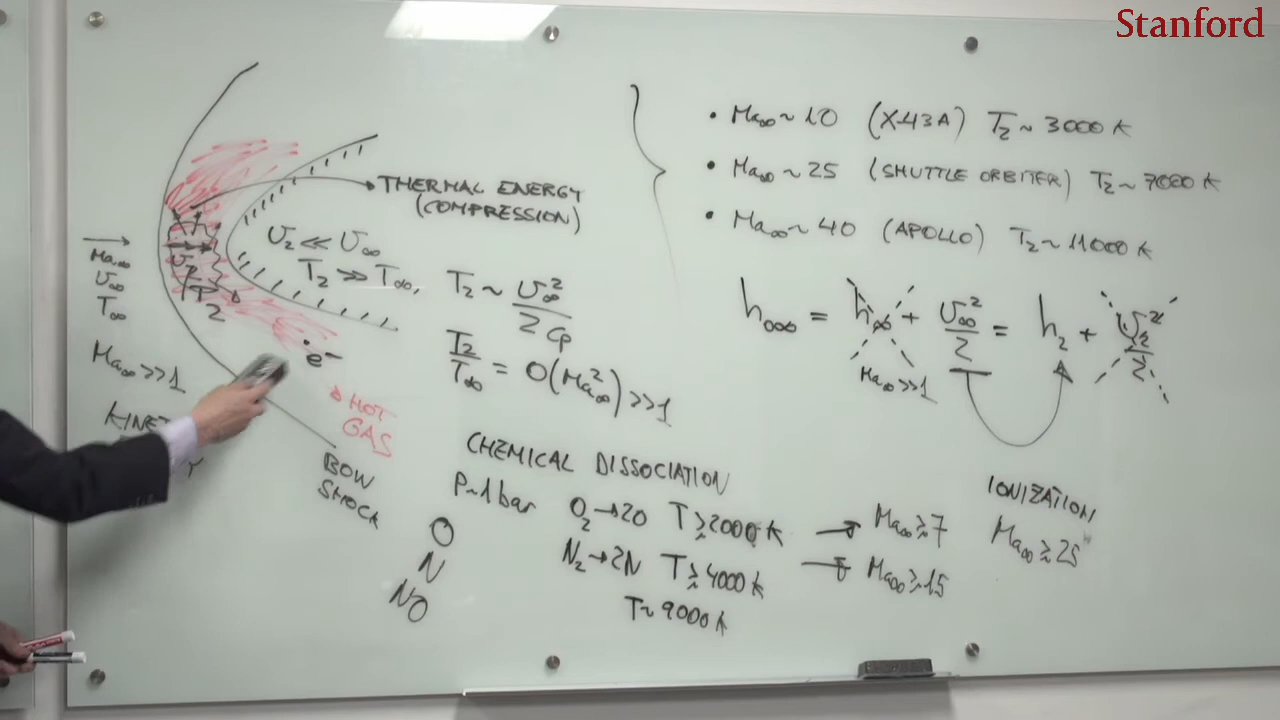 Stanford
Ma∞
U∞
T∞
Ma∞ >> 1
U₂
T₂
2
THERMAL ENERGY
(COMPRESSION)
U₂ << U∞
T₂ >> T∞,
e⁻
HOT
GAS
BOW
SHOCK
T₂ ~ U∞²/2cp
T₂/T∞ = O(Ma∞²) >> 1
• Ma∞ ~ 10 (X-43A) T₂ ~ 3000 K
• Ma∞ ~ 25 (SHUTTLE ORBITER) T₂ ~ 7000 K
• Ma∞ ~ 40 (APOLLO) T₂ ~ 11000 K
h₀∞ = h∞ + U∞²/2 = h₂ + U₂²/2
Ma∞ >> 1
CHEMICAL DISSOCIATION
P~1 bar O₂ → 2O T ≳ 2000 K → Ma∞ ≳ 7
N₂ → 2N T ≳ 4000 K → Ma∞ ≳ 15
T ~ 9000 K
O
N
NO
IONIZATION
Ma∞ ≳ 25